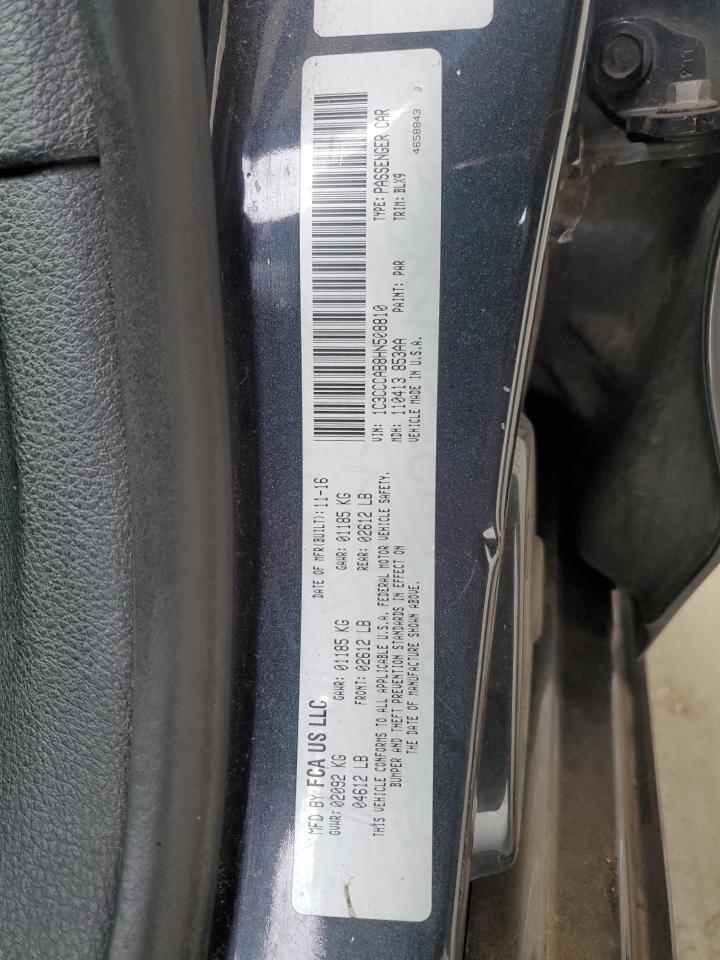 MFD BY FCA US LLC DATE OF MFR(BUILT): 11-16
GVWR: 02092 KG GAWR: 01185 KG GAWR: 01185 KG
04612 LB FRONT: 02612 LB REAR: 02612 LB
THIS VEHICLE CONFORMS TO ALL APPLICABLE U.S.A. FEDERAL MOTOR VEHICLE SAFETY,
BUMPER AND THEFT PREVENTION STANDARDS IN EFFECT ON
THE DATE OF MANUFACTURE SHOWN ABOVE.
VIN: 1C3CCCAB8HN508810 TYPE: PASSENGER CAR
MDH: 110413 853AA PAINT: PAR TRIM: BLX9
VEHICLE MADE IN U.S.A. 4658843